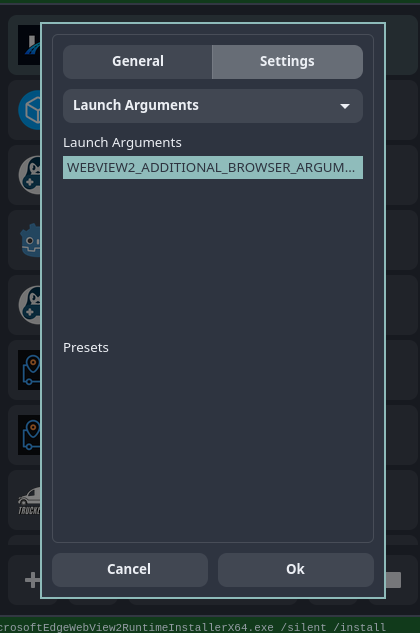 General
Settings
Launch Arguments
Launch Arguments
WEBVIEW2_ADDITIONAL_BROWSER_ARGUM...
Presets
Cancel
Ok
crosoftEdgeWebView2RuntimeInstallerX64.exe /silent /install